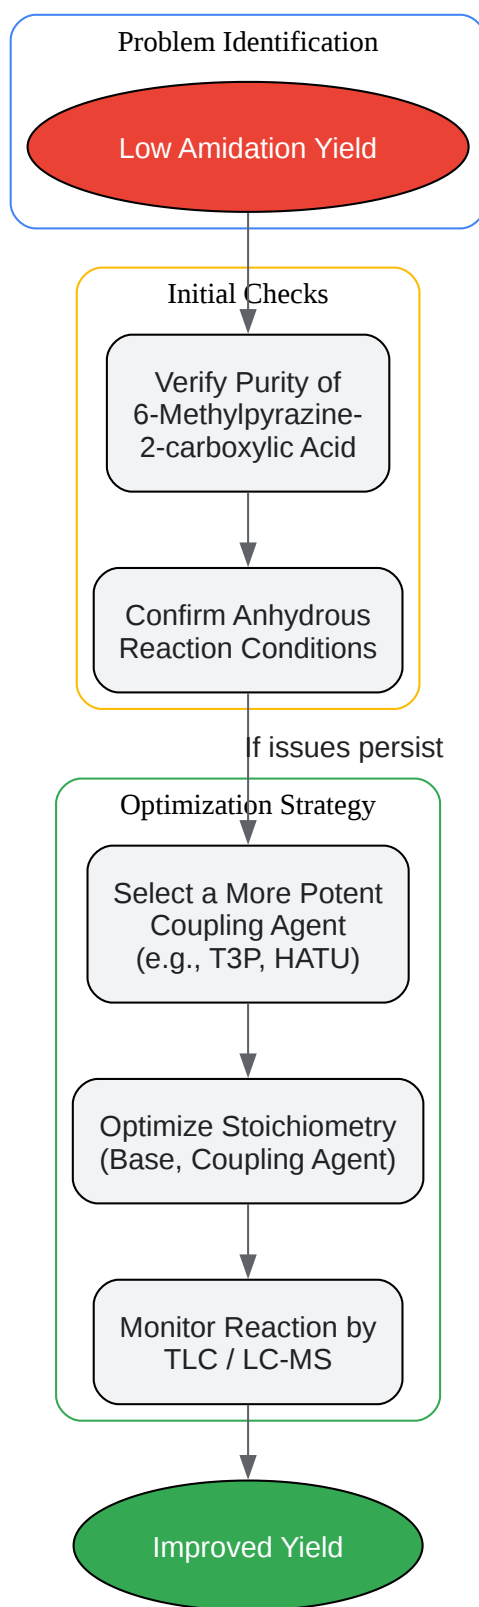 Problem Identification
Low Amidation Yield
Initial Checks
Verify Purity of
6-Methylpyrazine-
2-carboxylic Acid
Confirm Anhydrous
Reaction Conditions
If issues persist
Optimization Strategy
Select a More Potent
Coupling Agent
(e.g., T3P, HATU)
Optimize Stoichiometry
(Base, Coupling Agent)
Monitor Reaction by
TLC / LC-MS
Improved Yield